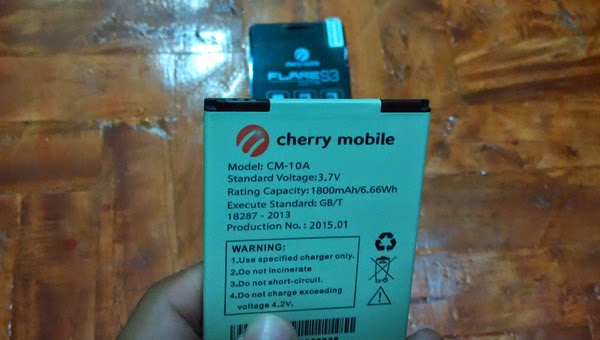 cherry mobile
FLARE S3
cherry mobile
Model: CM-10A
Standard Voltage:3.7V
Rating Capacity:1800mAh/6.66Wh
Execute Standard: GB/T
18287 - 2013
Production No.: 2015.01
WARNING:
1.Use specified charger only.
2.Do not incinerate
3.Do not short-circuit.
4.Do not charge exceeding
voltage 4.2V.